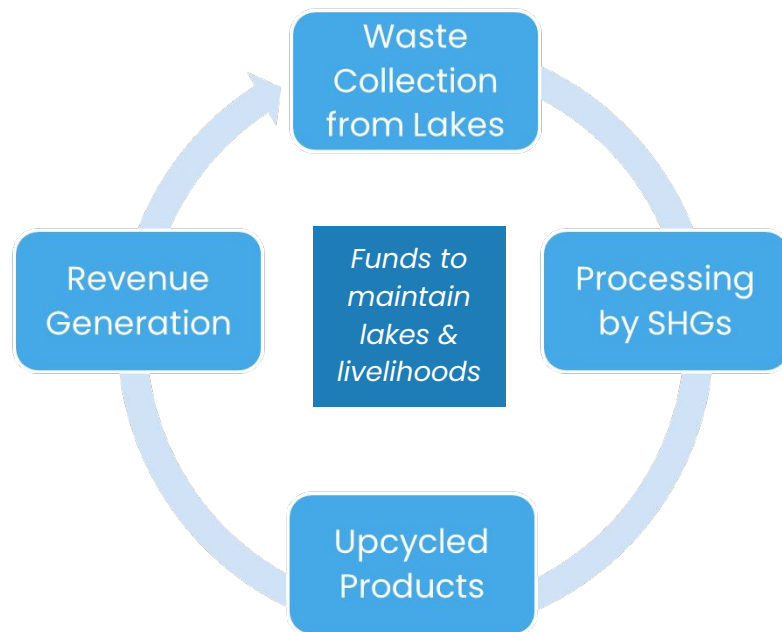 Waste
Collection
from Lakes
Revenue
Generation
Funds to
maintain
lakes &
livelihoods
Processing
by SHGs
Upcycled
Products